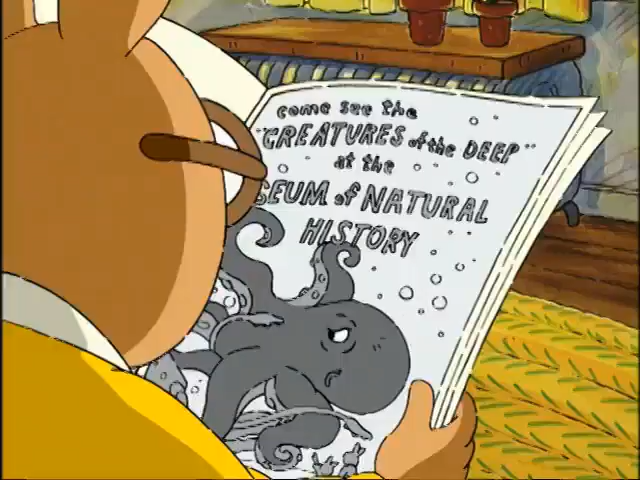 come see the
"CREATURES of the DEEP"
at the
SEUM of NATURAL
HISTORY